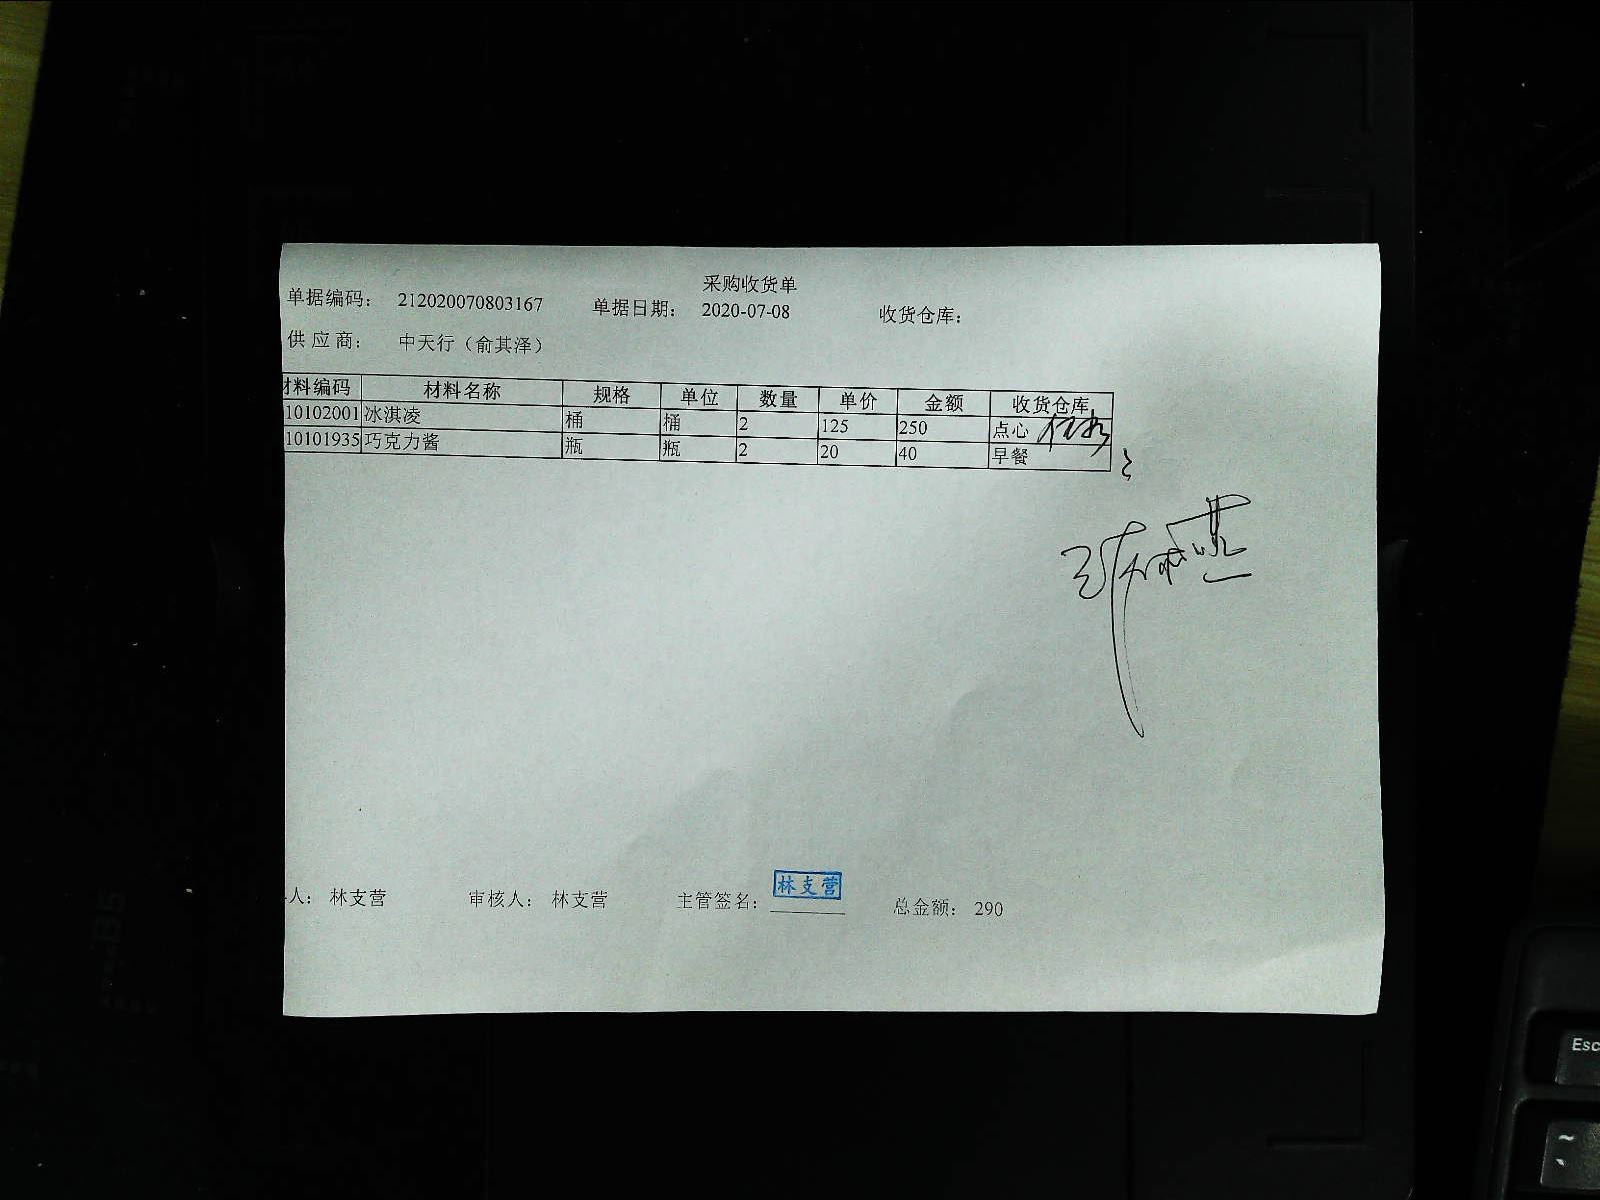 采购收货单
单据编码： 212020070803167 单据日期： 2020-07-08 收货仓库：
供应商： 中天行（俞其泽）
材料编码 材料名称 规格 单位 数量 单价 金额 收货仓库
10102001 冰淇凌 桶 桶 2 125 250 点心
10101935 巧克力酱 瓶 瓶 2 20 40 早餐
人： 林支营 审核人： 林支营 主管签名： 林支营 总金额： 290
Esc
~